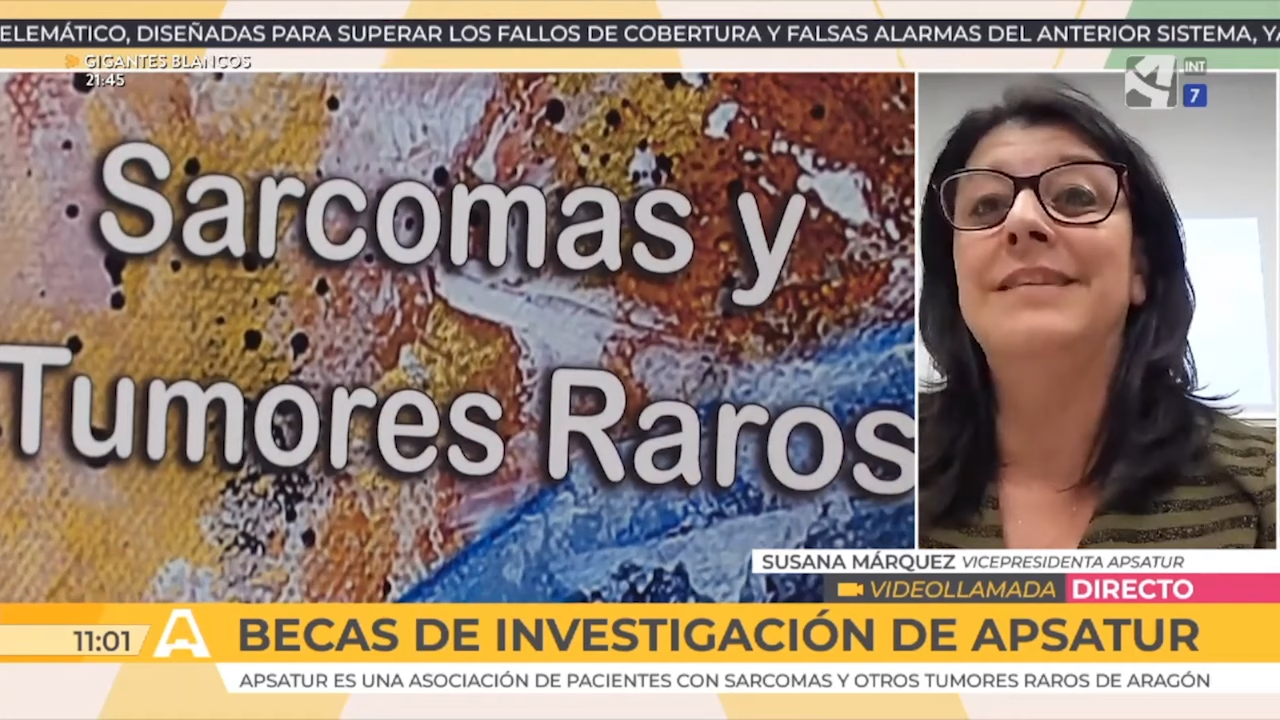 ELEMÁTICO, DISEÑADAS PARA SUPERAR LOS FALLOS DE COBERTURA Y FALSAS ALARMAS DEL ANTERIOR SISTEMA, YA
GIGANTES BLANCOS
21:45
INT
7
Sarcomas y
Tumores Raros
SUSANA MÁRQUEZ VICEPRESIDENTA APSATUR
VIDEOLLAMADA DIRECTO
11:01
A BECAS DE INVESTIGACIÓN DE APSATUR
APSATUR ES UNA ASOCIACIÓN DE PACIENTES CON SARCOMAS Y OTROS TUMORES RAROS DE ARAGÓN